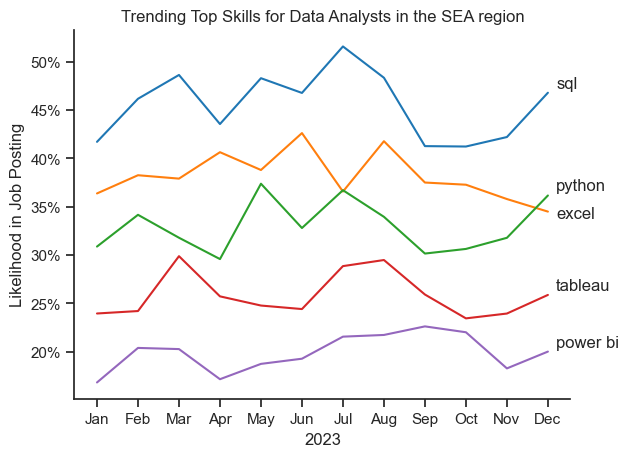 Trending Top Skills for Data Analysts in the SEA region
Likelihood in Job Posting
50%
45%
40%
35%
30%
25%
20%
sql
python
excel
tableau
power bi
Jan Feb Mar Apr May Jun Jul Aug Sep Oct Nov Dec
2023